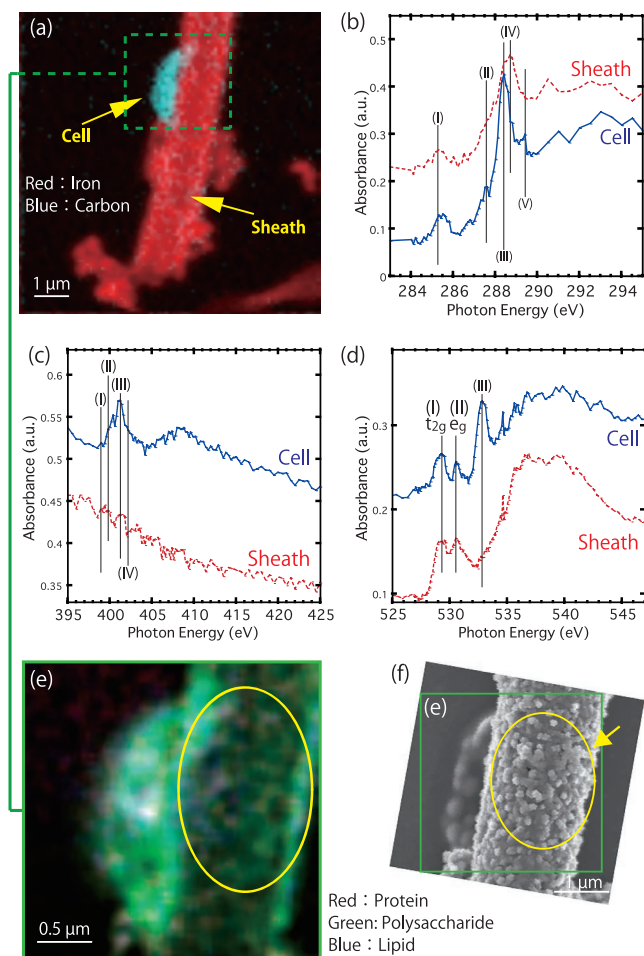 (a)
Cell
Red：Iron
Blue：Carbon
Sheath
1 μm
(b)
Absorbance (a.u.)
0.5
0.4
0.3
0.2
0.1
(I)
(II)
(IV)
(III)
(V)
Sheath
Cell
284 286 288 290 292 294
Photon Energy (eV)
(c)
Absorbance (a.u.)
0.6
0.55
0.5
0.45
0.4
0.35
(I)
(II)
(III)
(IV)
Cell
Sheath
395 400 405 410 415 420 425
Photon Energy (eV)
(d)
Absorbance (a.u.)
0.4
0.3
0.2
0.1
(I) (II)
t2g eg
(III)
Cell
Sheath
525 530 535 540 545
Photon Energy (eV)
(e)
0.5 μm
(f)
(e)
1 μm
Red：Protein
Green: Polysaccharide
Blue：Lipid